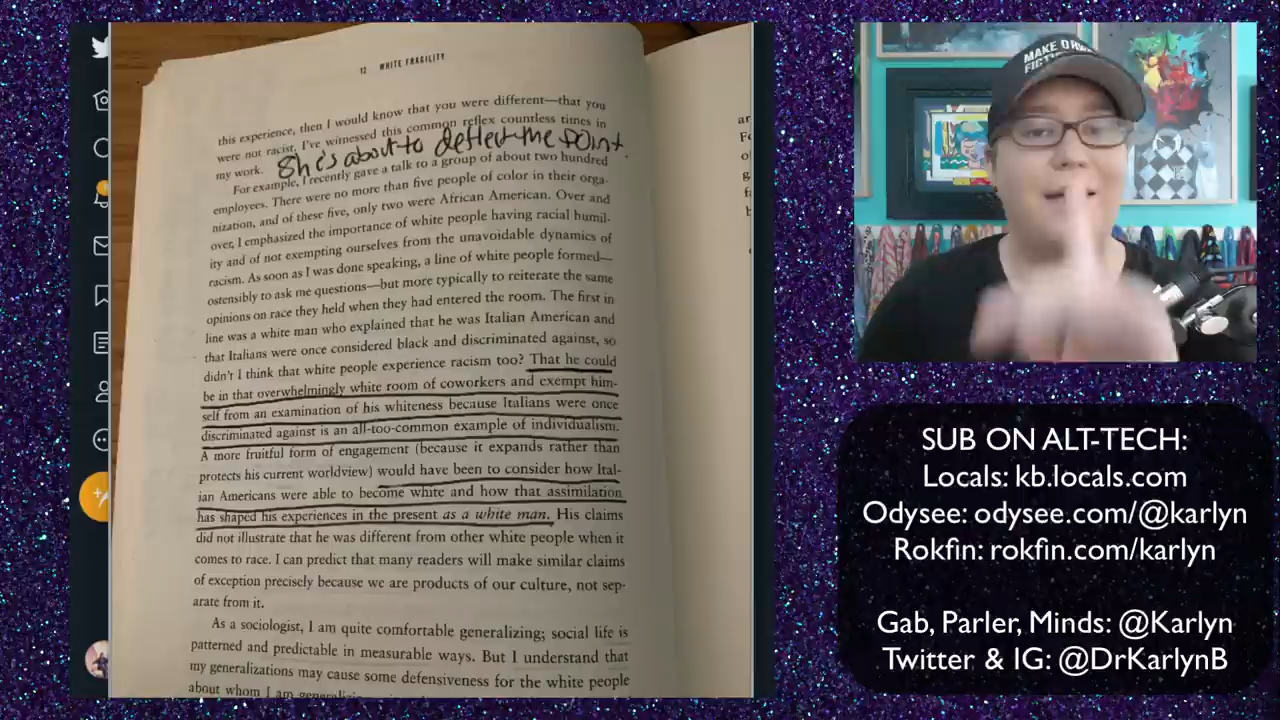 12 WHITE FRAGILITY
this experience, then I would know that you were different—that you
were not racist. I've witnessed this common reflex countless times in
my work.
She's about to deflect the point.
For example, I recently gave a talk to a group of about two hundred
employees. There were no more than five people of color in their orga-
nization, and of these five, only two were African American. Over and
over, I emphasized the importance of white people having racial humil-
ity and of not exempting ourselves from the unavoidable dynamics of
racism. As soon as I was done speaking, a line of white people formed—
ostensibly to ask me questions—but more typically to reiterate the same
opinions on race they held when they had entered the room. The first in
line was a white man who explained that he was Italian American and
that Italians were once considered black and discriminated against, so
didn't I think that white people experience racism too? That he could
be in that overwhelmingly white room of coworkers and exempt him-
self from an examination of his whiteness because Italians were once
discriminated against is an all-too-common example of individualism.
A more fruitful form of engagement (because it expands rather than
protects his current worldview) would have been to consider how Ital-
ian Americans were able to become white and how that assimilation
has shaped his experiences in the present as a white man. His claims
did not illustrate that he was different from other white people when it
comes to race. I can predict that many readers will make similar claims
of exception precisely because we are products of our culture, not sep-
arate from it.
As a sociologist, I am quite comfortable generalizing; social life is
patterned and predictable in measurable ways. But I understand that
my generalizations may cause some defensiveness for the white people
about whom I am
MAKE
FICTI
SUB ON ALT-TECH:
Locals: kb.locals.com
Odysee: odysee.com/@karlyn
Rokfin: rokfin.com/karlyn
Gab, Parler, Minds: @Karlyn
Twitter & IG: @DrKarlynB